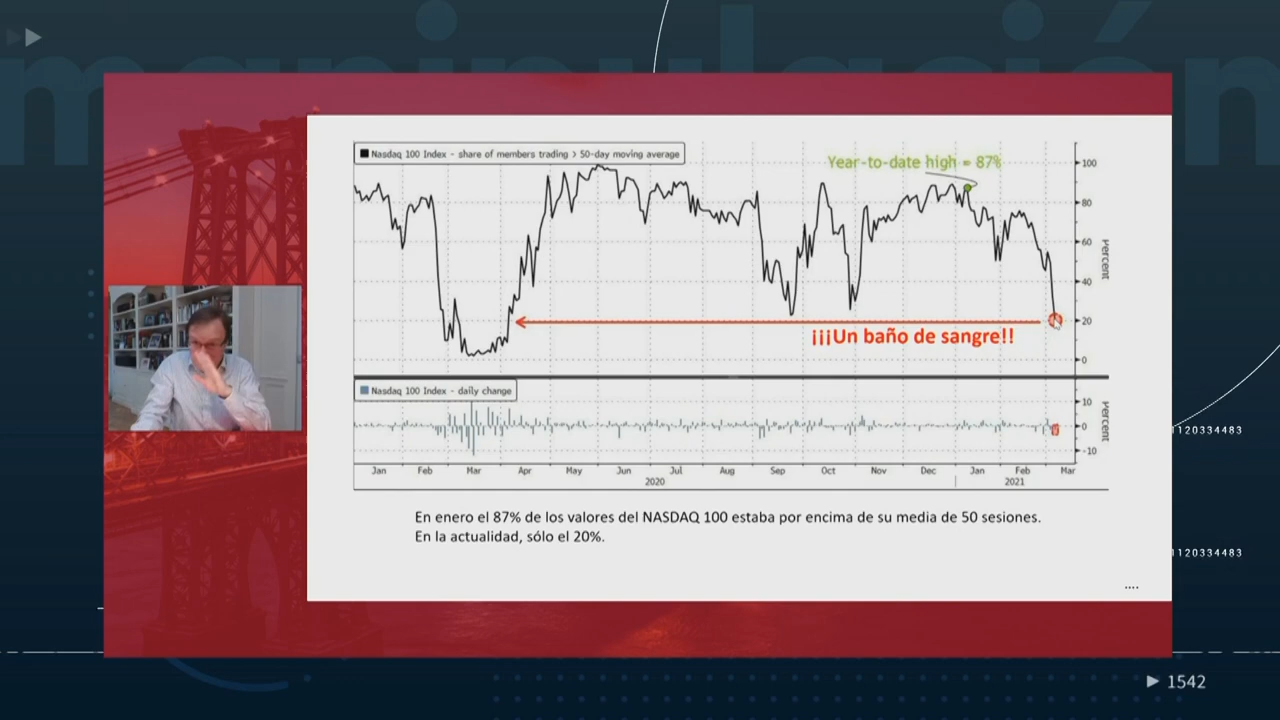 manipulación
Nasdaq 100 Index - share of members trading > 50-day moving average
Year-to-date high = 87%
100
80
60
40
20
0
Percent
¡¡¡Un baño de sangre!!
Nasdaq 100 Index - daily change
10
0
-10
Percent
Jan Feb Mar Apr May Jun Jul Aug Sep Oct Nov Dec Jan Feb Mar
2020 2021
En enero el 87% de los valores del NASDAQ 100 estaba por encima de su media de 50 sesiones.
En la actualidad, sólo el 20%.
....
1120334483
1120334483
1542